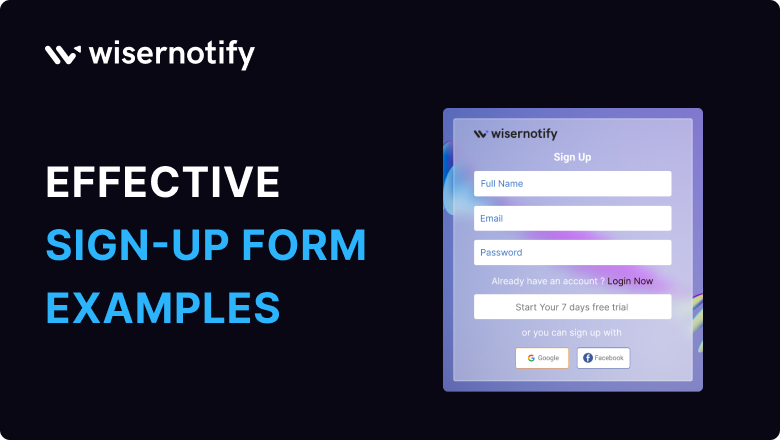 wisernotify
EFFECTIVE
SIGN-UP FORM
EXAMPLES
wisernotify
Sign Up
Full Name
Email
Password
Already have an account ? Login Now
Start Your 7 days free trial
or you can sign up with
Google Facebook